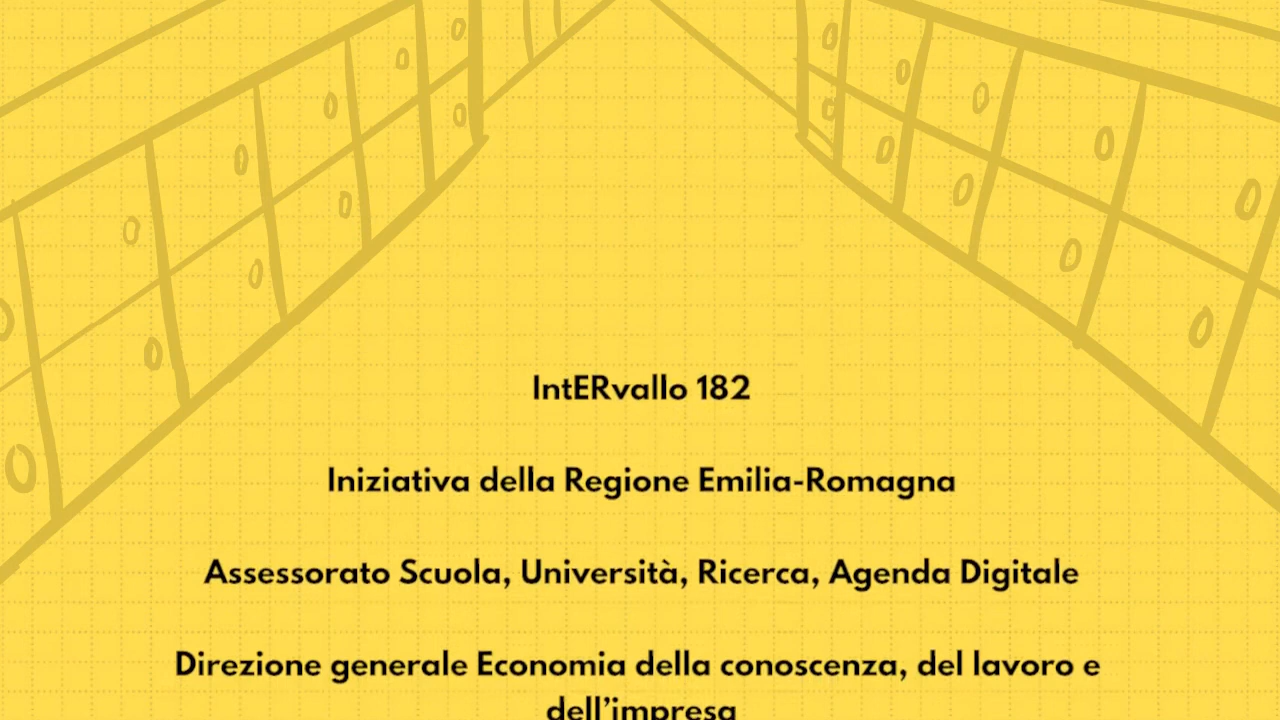 IntERvallo 182
Iniziativa della Regione Emilia-Romagna
Assessorato Scuola, Università, Ricerca, Agenda Digitale
Direzione generale Economia della conoscenza, del lavoro e
dell’impresa